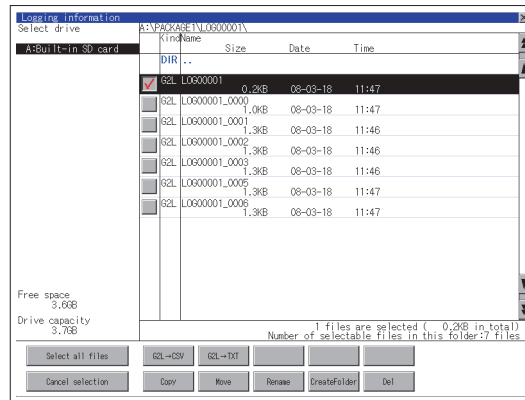 Logging information
Select drive
A:\PACKAGE1\LOG00001\
A:Built-in SD card
Kind Name
Size Date Time
DIR ..
G2L LOG00001
0.2KB 08-03-18 11:47
G2L LOG00001_0000
1.0KB 08-03-18 11:47
G2L LOG00001_0001
1.3KB 08-03-18 11:46
G2L LOG00001_0002
1.3KB 08-03-18 11:46
G2L LOG00001_0003
1.3KB 08-03-18 11:46
G2L LOG00001_0005
1.3KB 08-03-18 11:47
G2L LOG00001_0006
1.3KB 08-03-18 11:47
Free space
3.6GB
Drive capacity
3.7GB
1 files are selected ( 0.2KB in total)
Number of selectable files in this folder:7 files
Select all files G2L→CSV G2L→TXT
Cancel selection Copy Move Rename CreateFolder Del